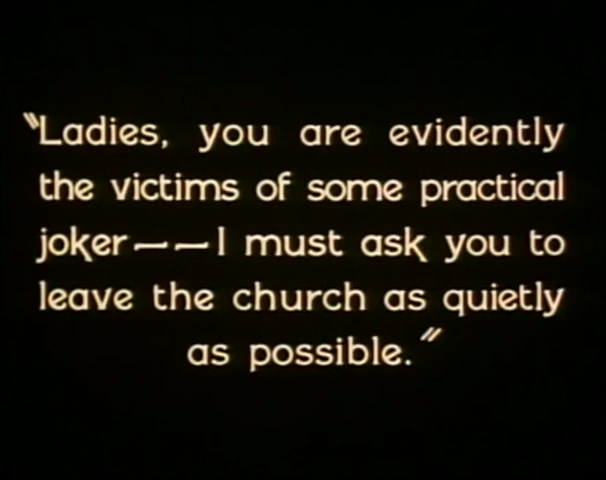 "Ladies, you are evidently
the victims of some practical
joker——I must ask you to
leave the church as quietly
as possible."